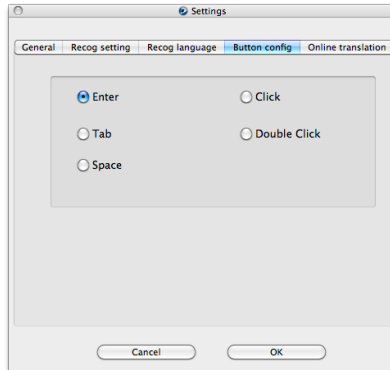 Settings
General Recog setting Recog language Button config Online translation
Enter Click
Tab Double Click
Space
Cancel OK